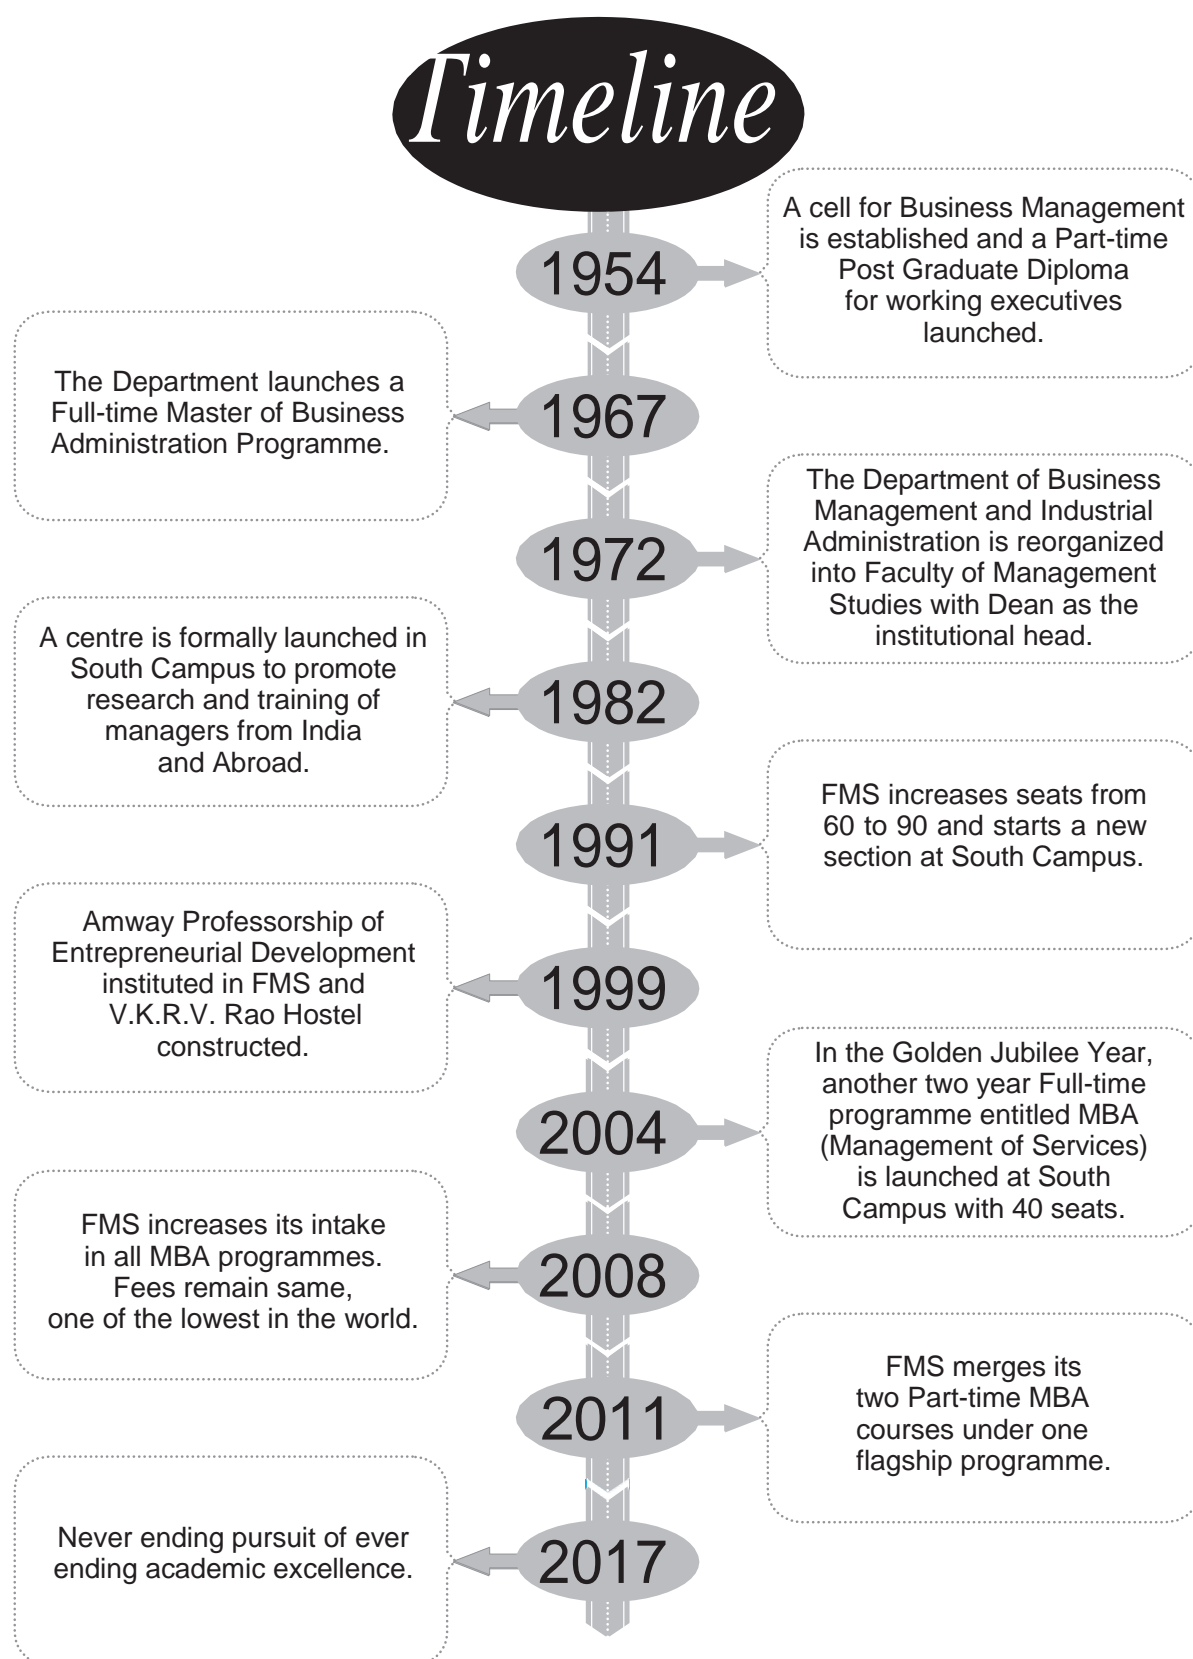 Timeline
1954
A cell for Business Management
is established and a Part-time
Post Graduate Diploma
for working executives
launched.
1967
The Department launches a
Full-time Master of Business
Administration Programme.
1972
The Department of Business
Management and Industrial
Administration is reorganized
into Faculty of Management
Studies with Dean as the
institutional head.
1982
A centre is formally launched in
South Campus to promote
research and training of
managers from India
and Abroad.
1991
FMS increases seats from
60 to 90 and starts a new
section at South Campus.
1999
Amway Professorship of
Entrepreneurial Development
instituted in FMS and
V.K.R.V. Rao Hostel
constructed.
2004
In the Golden Jubilee Year,
another two year Full-time
programme entitled MBA
(Management of Services)
is launched at South
Campus with 40 seats.
2008
FMS increases its intake
in all MBA programmes.
Fees remain same,
one of the lowest in the world.
2011
FMS merges its
two Part-time MBA
courses under one
flagship programme.
2017
Never ending pursuit of ever
ending academic excellence.